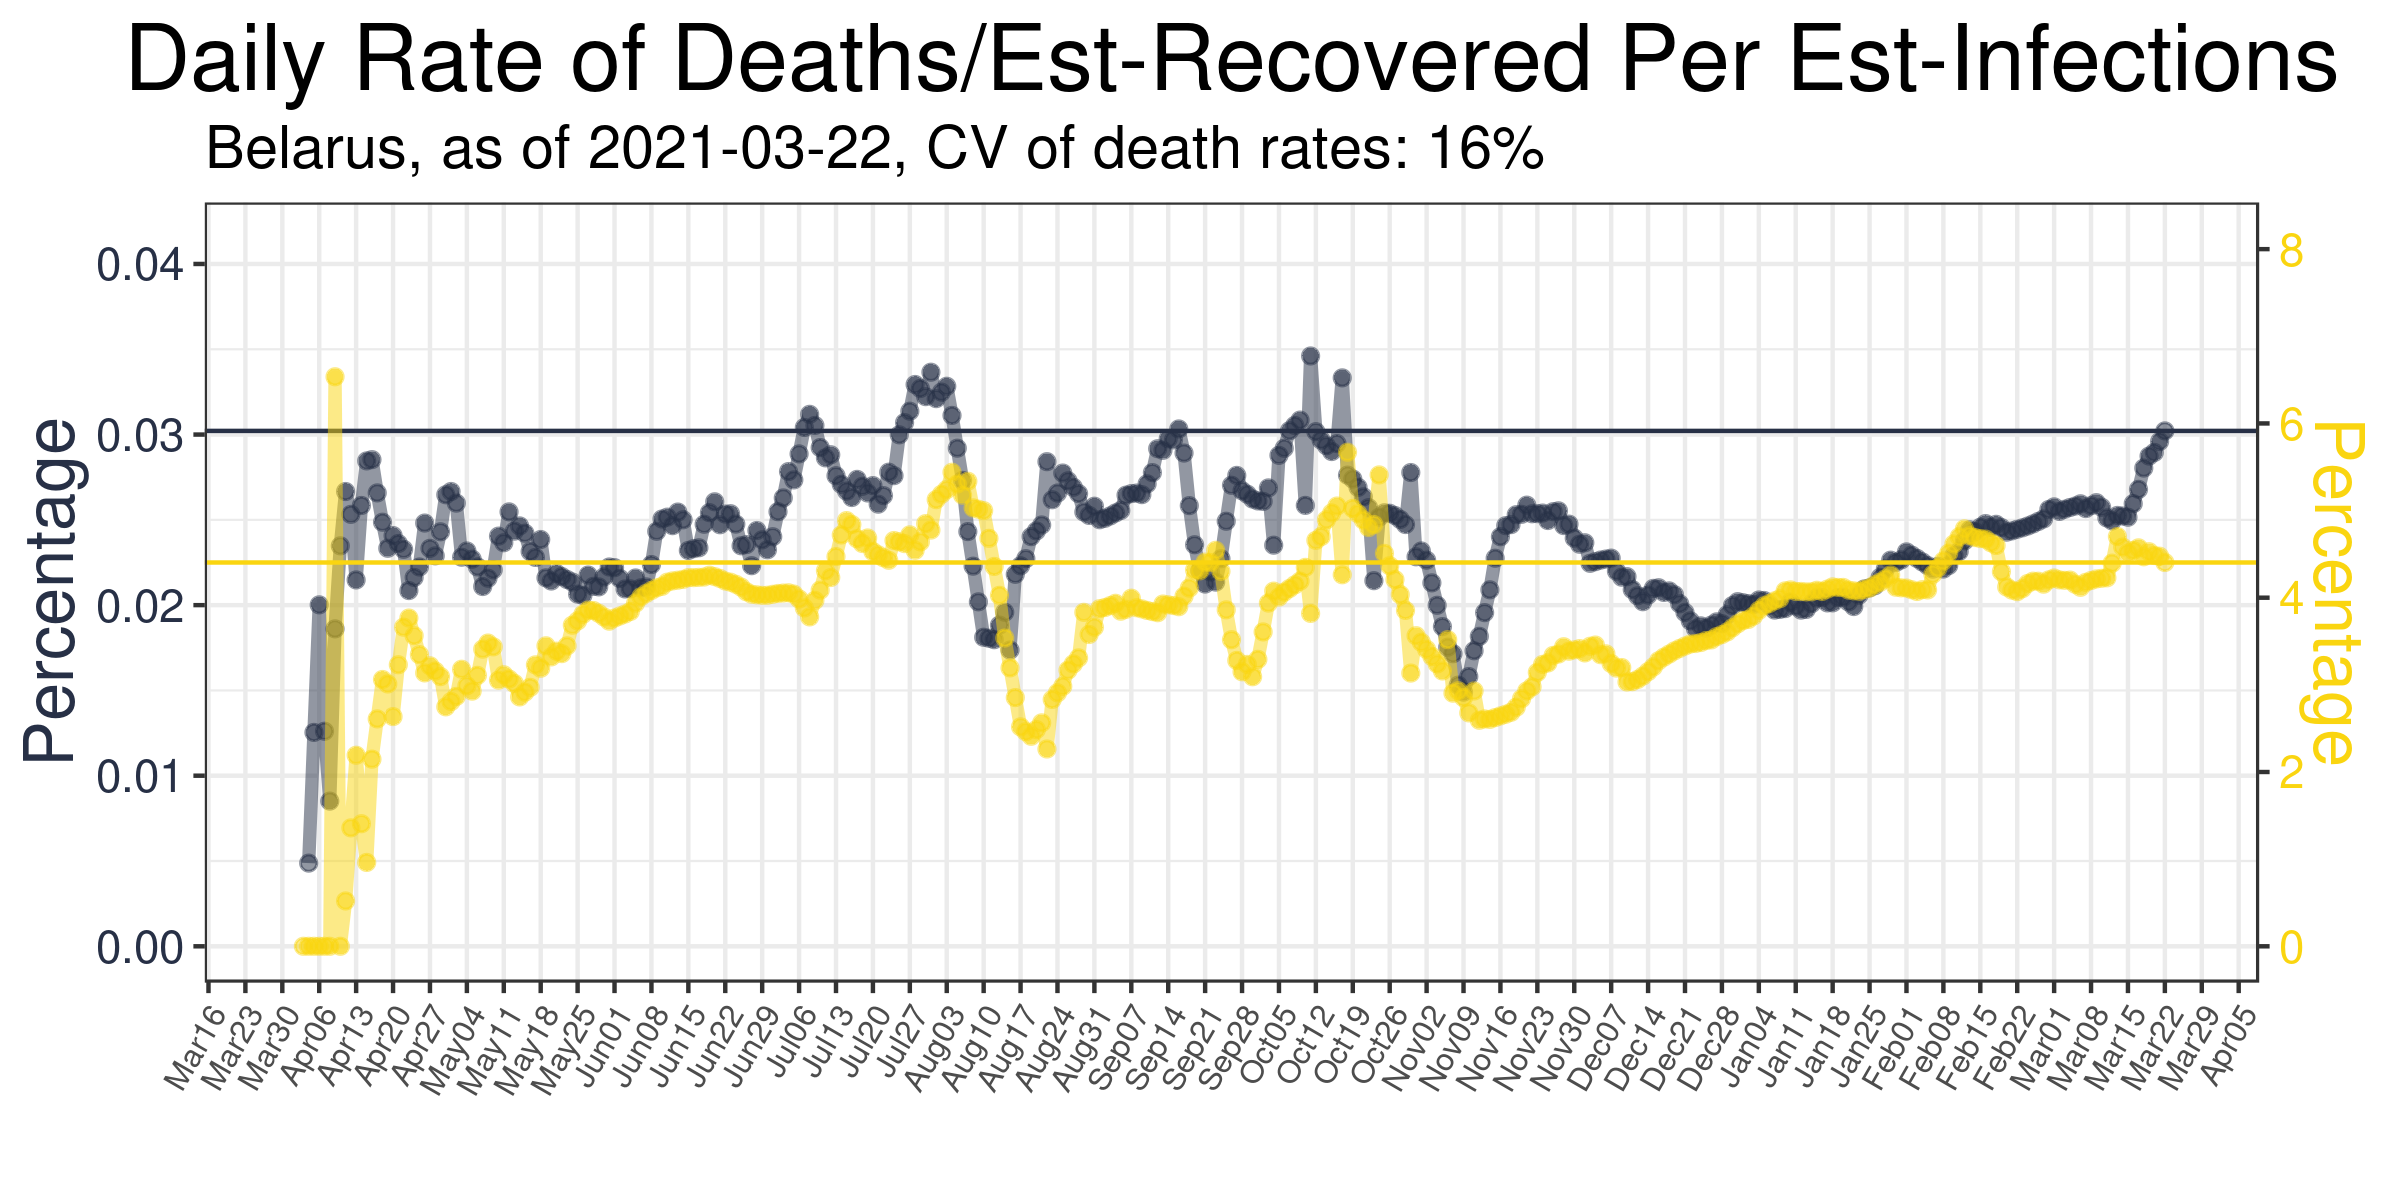 Daily Rate of Deaths/Est-Recovered Per Est-Infections
Belarus, as of 2021-03-22, CV of death rates: 16%
Percentage
0.04
0.03
0.02
0.01
0.00
8
6
4
2
0
Percentage
Mar16 Mar23 Mar30 Apr06 Apr13 Apr20 Apr27 May04 May11 May18 May25 Jun01 Jun08 Jun15 Jun22 Jun29 Jul06 Jul13 Jul20 Jul27 Aug03 Aug10 Aug17 Aug24 Aug31 Sep07 Sep14 Sep21 Sep28 Oct05 Oct12 Oct19 Oct26 Nov02 Nov09 Nov16 Nov23 Nov30 Dec07 Dec14 Dec21 Dec28 Jan04 Jan11 Jan18 Jan25 Feb01 Feb08 Feb15 Feb22 Mar01 Mar08 Mar15 Mar22 Mar29 Apr05